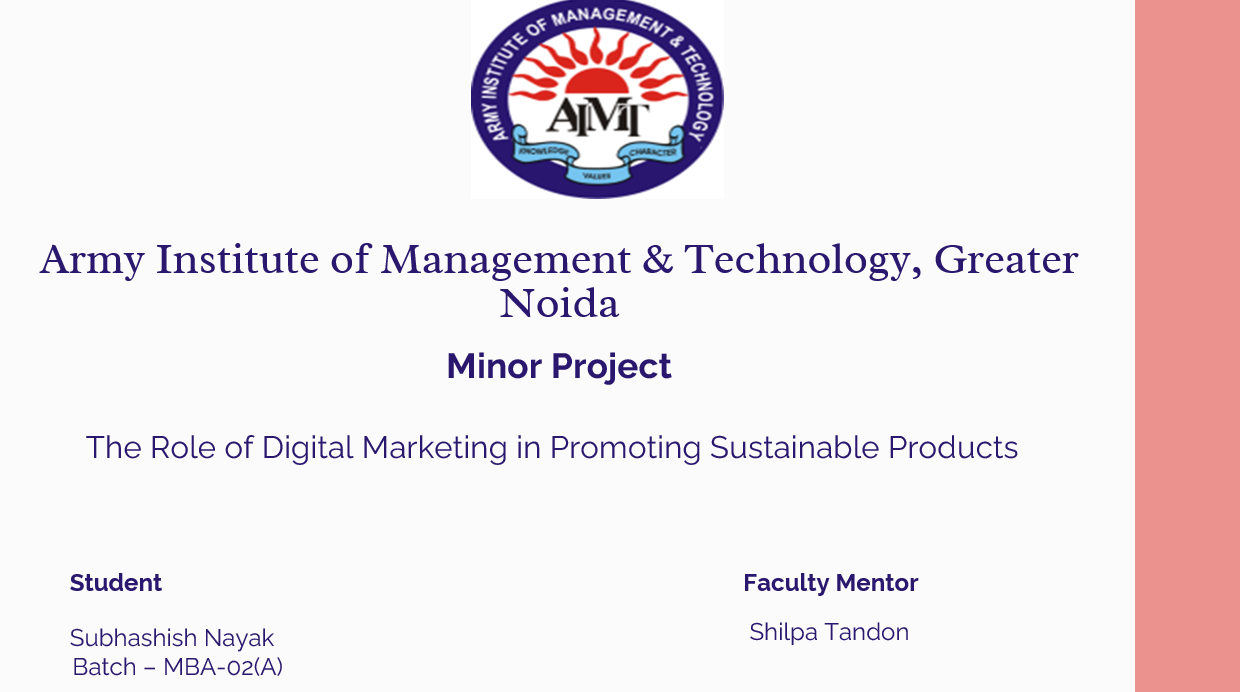 ARMY INSTITUTE OF MANAGEMENT & TECHNOLOGY
AIMT
KNOWLEDGE
CHARACTER
VALUES
Army Institute of Management & Technology, Greater
Noida
Minor Project
The Role of Digital Marketing in Promoting Sustainable Products
Student
Faculty Mentor
Subhashish Nayak
Shilpa Tandon
Batch – MBA-02(A)